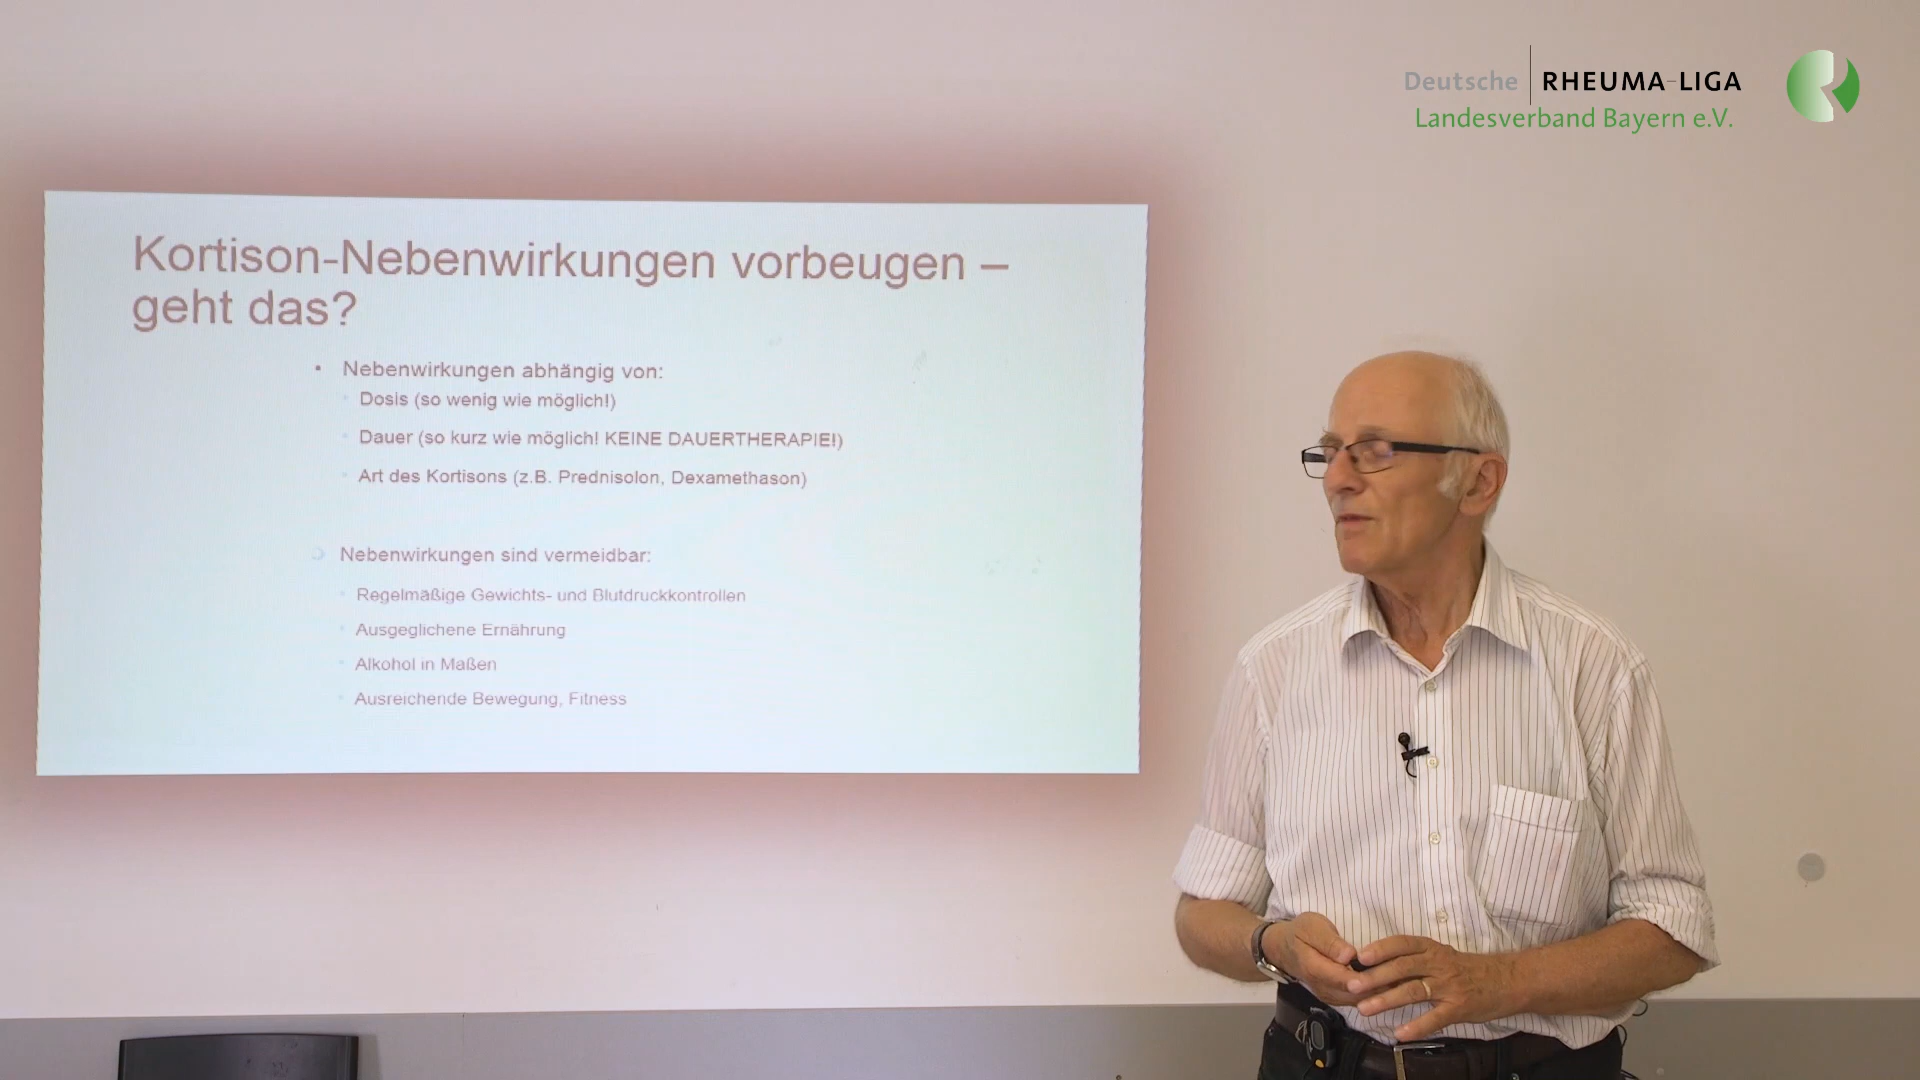 Deutsche RHEUMA-LIGA
Landesverband Bayern e.V.
Kortison-Nebenwirkungen vorbeugen –
geht das?
• Nebenwirkungen abhängig von:
Dosis (so wenig wie möglich!)
Dauer (so kurz wie möglich! KEINE DAUERTHERAPIE!)
Art des Kortisons (z.B. Prednisolon, Dexamethason)
Nebenwirkungen sind vermeidbar:
Regelmäßige Gewichts- und Blutdruckkontrollen
Ausgeglichene Ernährung
Alkohol in Maßen
Ausreichende Bewegung, Fitness